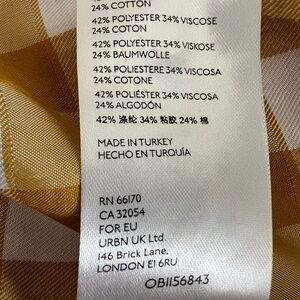 24% COTTON
42% POLYESTER 34% VISCOSE
24% COTON
42% POLYESTER 34% VISKOSE
24% BAUMWOLLE
42% POLIESTERE 34% VISCOSA
24% COTONE
42% POLIÉSTER 34% VISCOSA
24% ALGODÓN
42% 涤纶 34% 粘胶 24% 棉
MADE IN TURKEY
HECHO EN TURQUÍA
RN 66170
CA 32054
FOR EU
URBN UK Ltd.
146 Brick Lane,
LONDON E1 6RU
OB1156843